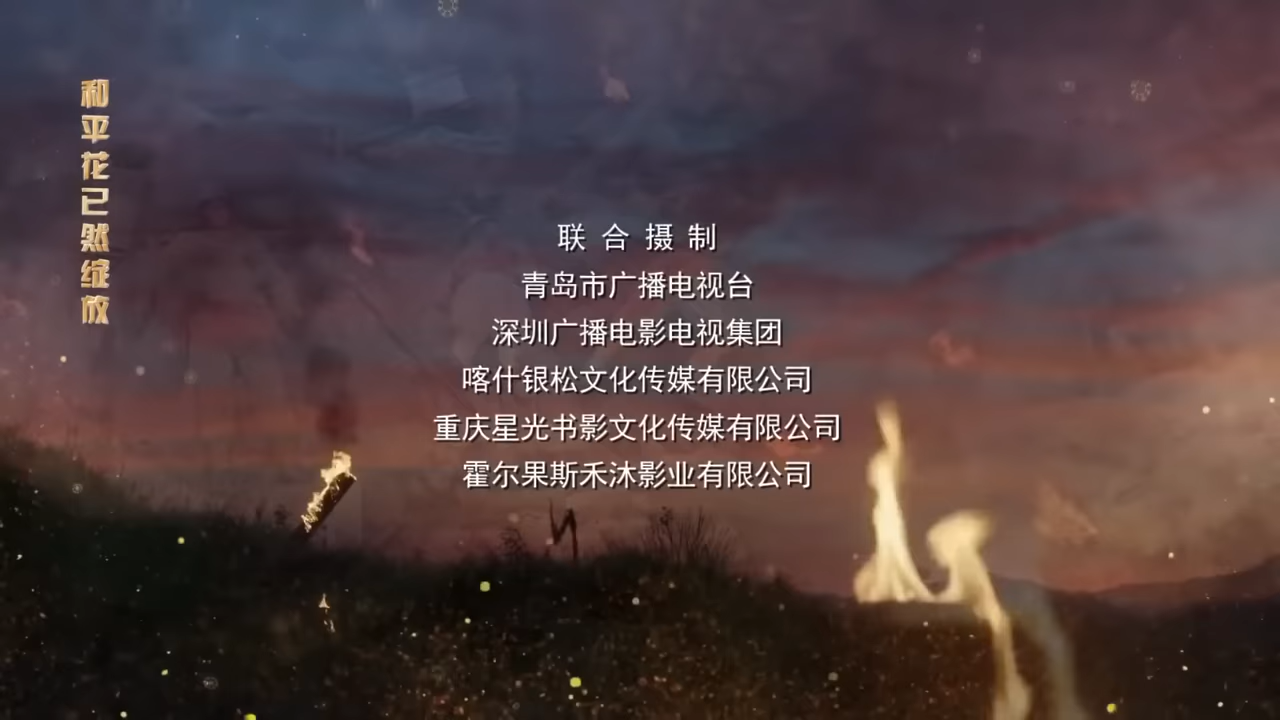 和平花已然绽放
联合摄制
青岛市广播电视台
深圳广播电影电视集团
喀什银松文化传媒有限公司
重庆星光书影文化传媒有限公司
霍尔果斯禾沐影业有限公司